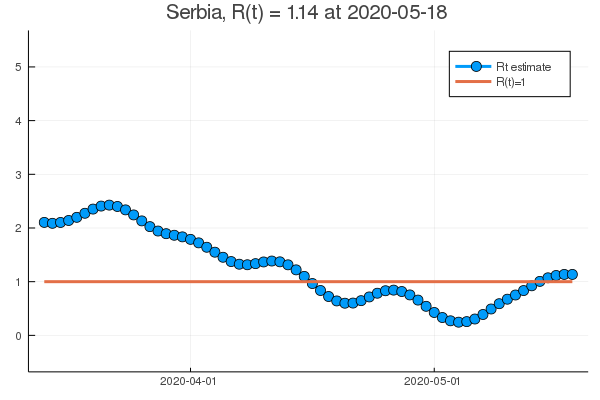 Serbia, R(t) = 1.14 at 2020-05-18
Rt estimate
R(t)=1
5
4
3
2
1
0
2020-04-01
2020-05-01